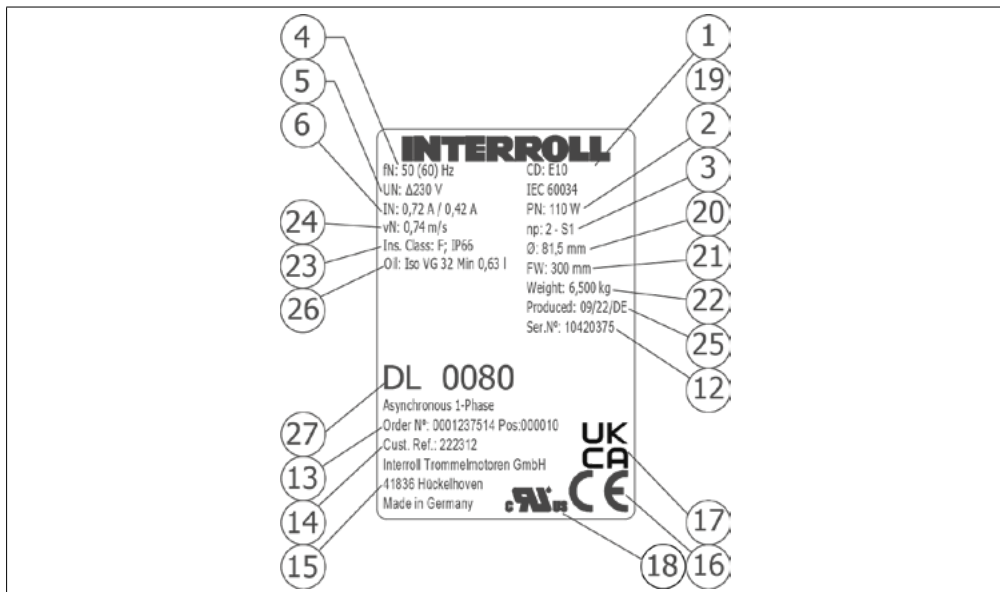 4
5
6
24
23
26
27
13
14
15
INTERROLL
fN: 50 (60) Hz
UN: Δ230 V
IN: 0,72 A / 0,42 A
vN: 0,74 m/s
Ins. Class: F; IP66
Oil: Iso VG 32 Min 0,63 l
CD: E10
IEC 60034
PN: 110 W
np: 2 - S1
Ø: 81,5 mm
FW: 300 mm
Weight: 6,500 kg
Produced: 09/22/DE
Ser.Nº: 10420375
DL 0080
Asynchronous 1-Phase
Order Nº: 0001237514 Pos:000010
Cust. Ref.: 222312
Interroll Trommelmotoren GmbH
41836 Hückelhoven
Made in Germany
UK
CA
c RU us CE
1
19
2
3
20
21
22
25
12
17
18 16